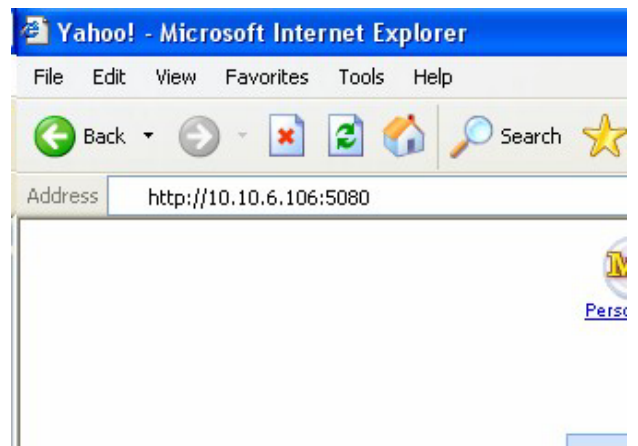 Yahoo! - Microsoft Internet Explorer
File Edit View Favorites Tools Help
Back Search
Address http://10.10.6.106:5080
M
Perso